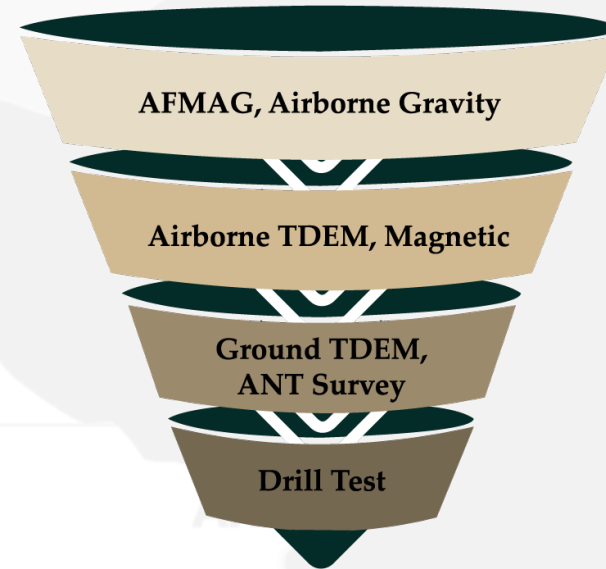 AFMAG, Airborne Gravity
Airborne TDEM, Magnetic
Ground TDEM,
ANT Survey
Drill Test